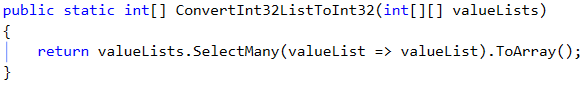 public static int[] ConvertInt32ListToInt32(int[][] valueLists)
{
    return valueLists.SelectMany(valueList => valueList).ToArray();
}